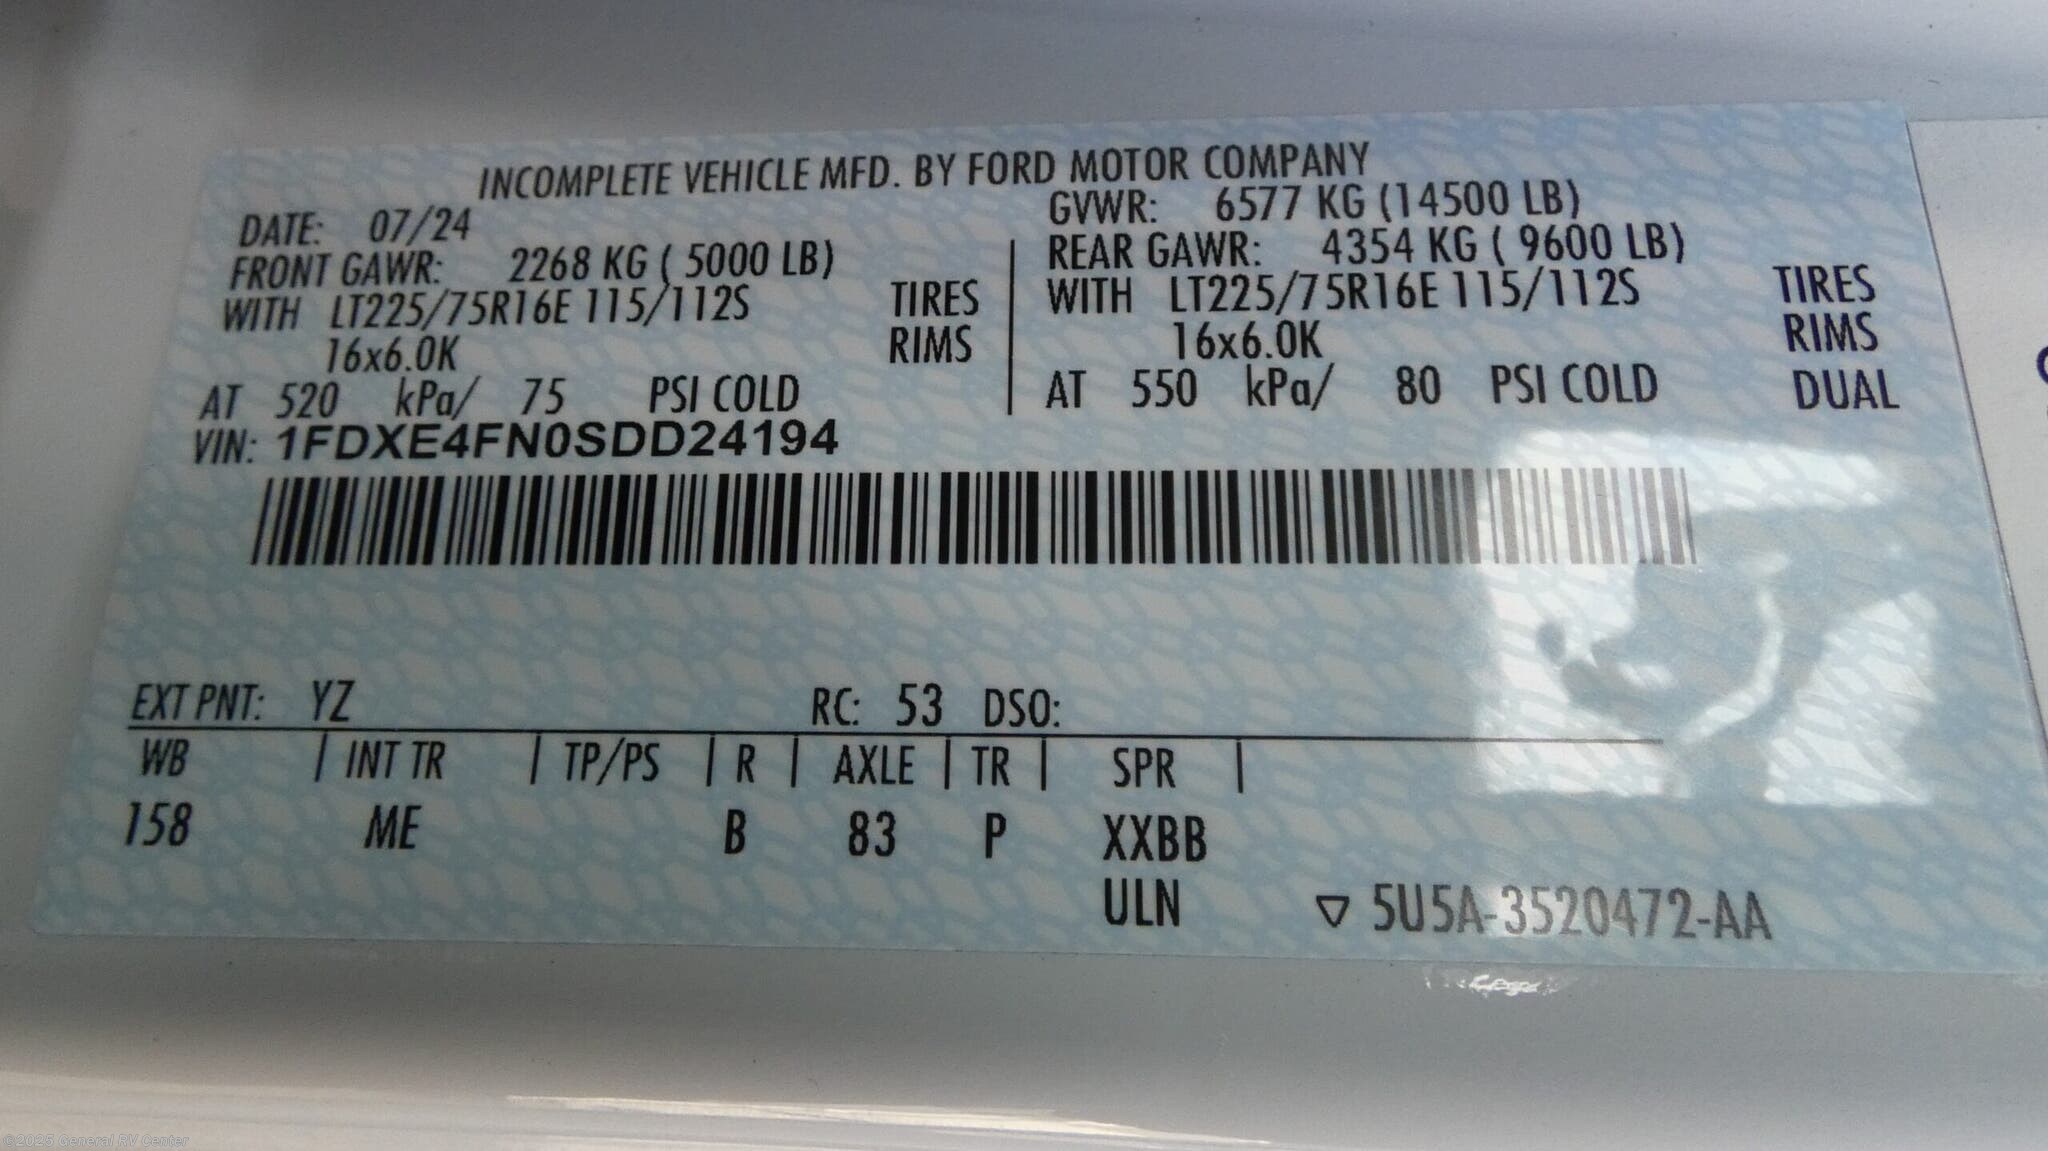 INCOMPLETE VEHICLE MFD. BY FORD MOTOR COMPANY
DATE: 07/24 GVWR: 6577 KG (14500 LB)
FRONT GAWR: 2268 KG ( 5000 LB) REAR GAWR: 4354 KG ( 9600 LB)
WITH LT225/75R16E 115/112S TIRES WITH LT225/75R16E 115/112S TIRES
16x6.0K RIMS 16x6.0K RIMS
AT 520 kPa/ 75 PSI COLD AT 550 kPa/ 80 PSI COLD DUAL
VIN: 1FDXE4FN0SDD24194
EXT PNT: YZ RC: 53 DSO:
WB | INT TR | TP/PS | R | AXLE | TR | SPR |
158 ME B 83 P XXBB
ULN ▽ 5U5A-3520472-AA
©2025 General RV Center